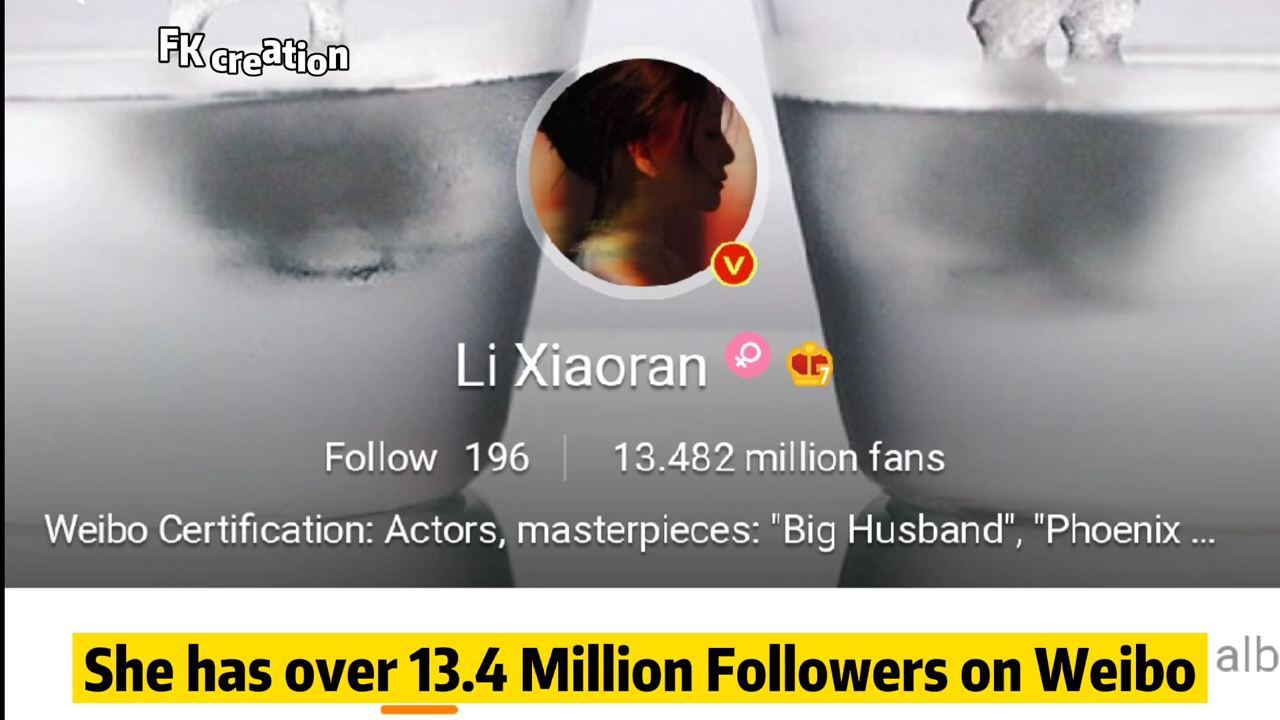 FK creation
V
Li Xiaoran
7
Follow 196 13.482 million fans
Weibo Certification: Actors, masterpieces: "Big Husband", "Phoenix ...
She has over 13.4 Million Followers on Weibo
alb